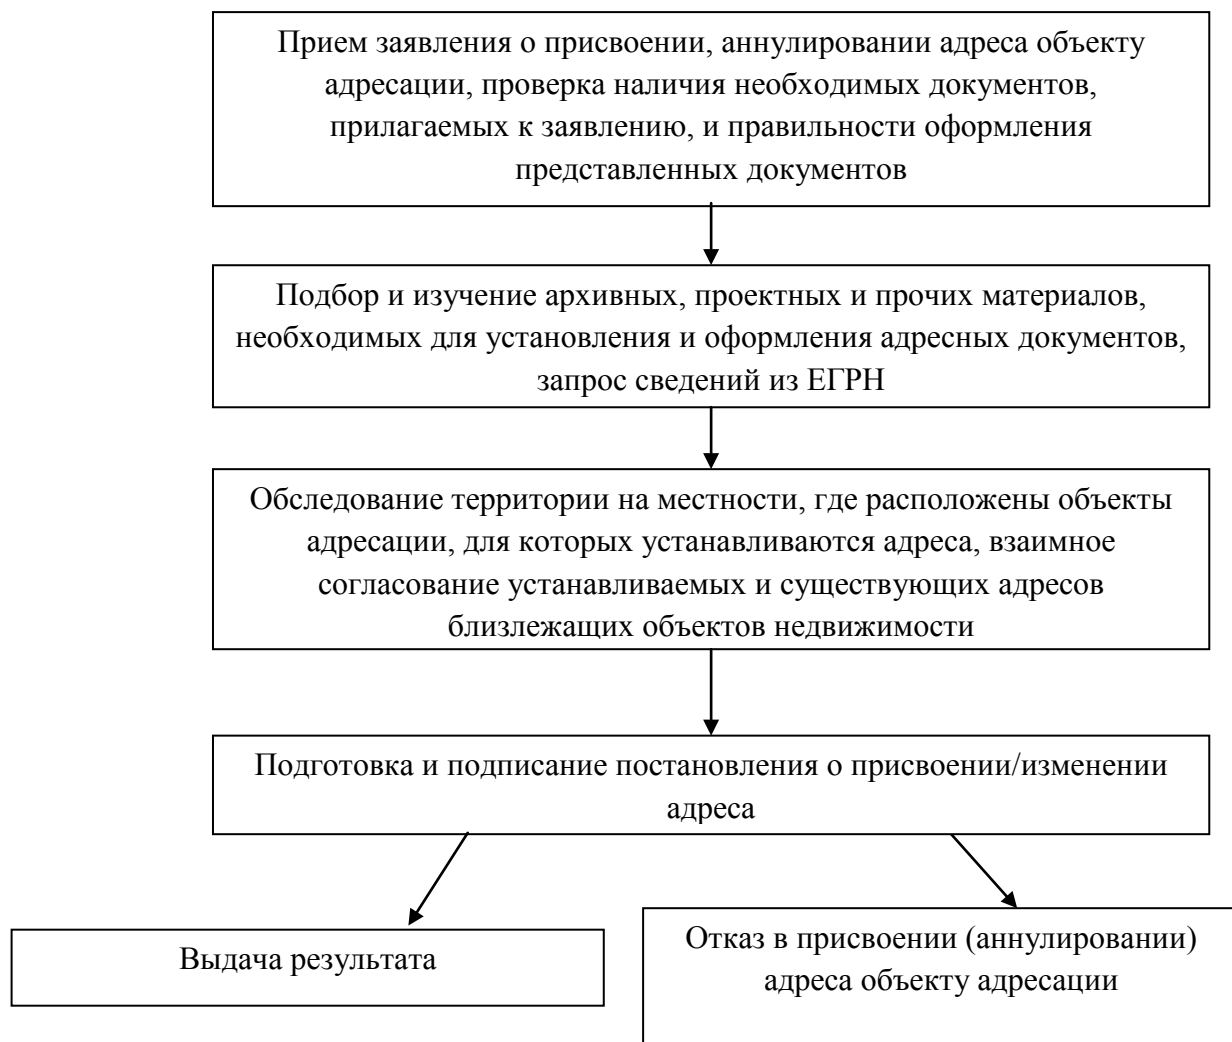 Прием заявления о присвоении, аннулировании адреса объекту
адресации, проверка наличия необходимых документов,
прилагаемых к заявлению, и правильности оформления
представленных документов
Подбор и изучение архивных, проектных и прочих материалов,
необходимых для установления и оформления адресных документов,
запрос сведений из ЕГРН
Обследование территории на местности, где расположены объекты
адресации, для которых устанавливаются адреса, взаимное
согласование устанавливаемых и существующих адресов
близлежащих объектов недвижимости
Подготовка и подписание постановления о присвоении/изменении
адреса
Выдача результата
Отказ в присвоении (аннулировании)
адреса объекту адресации